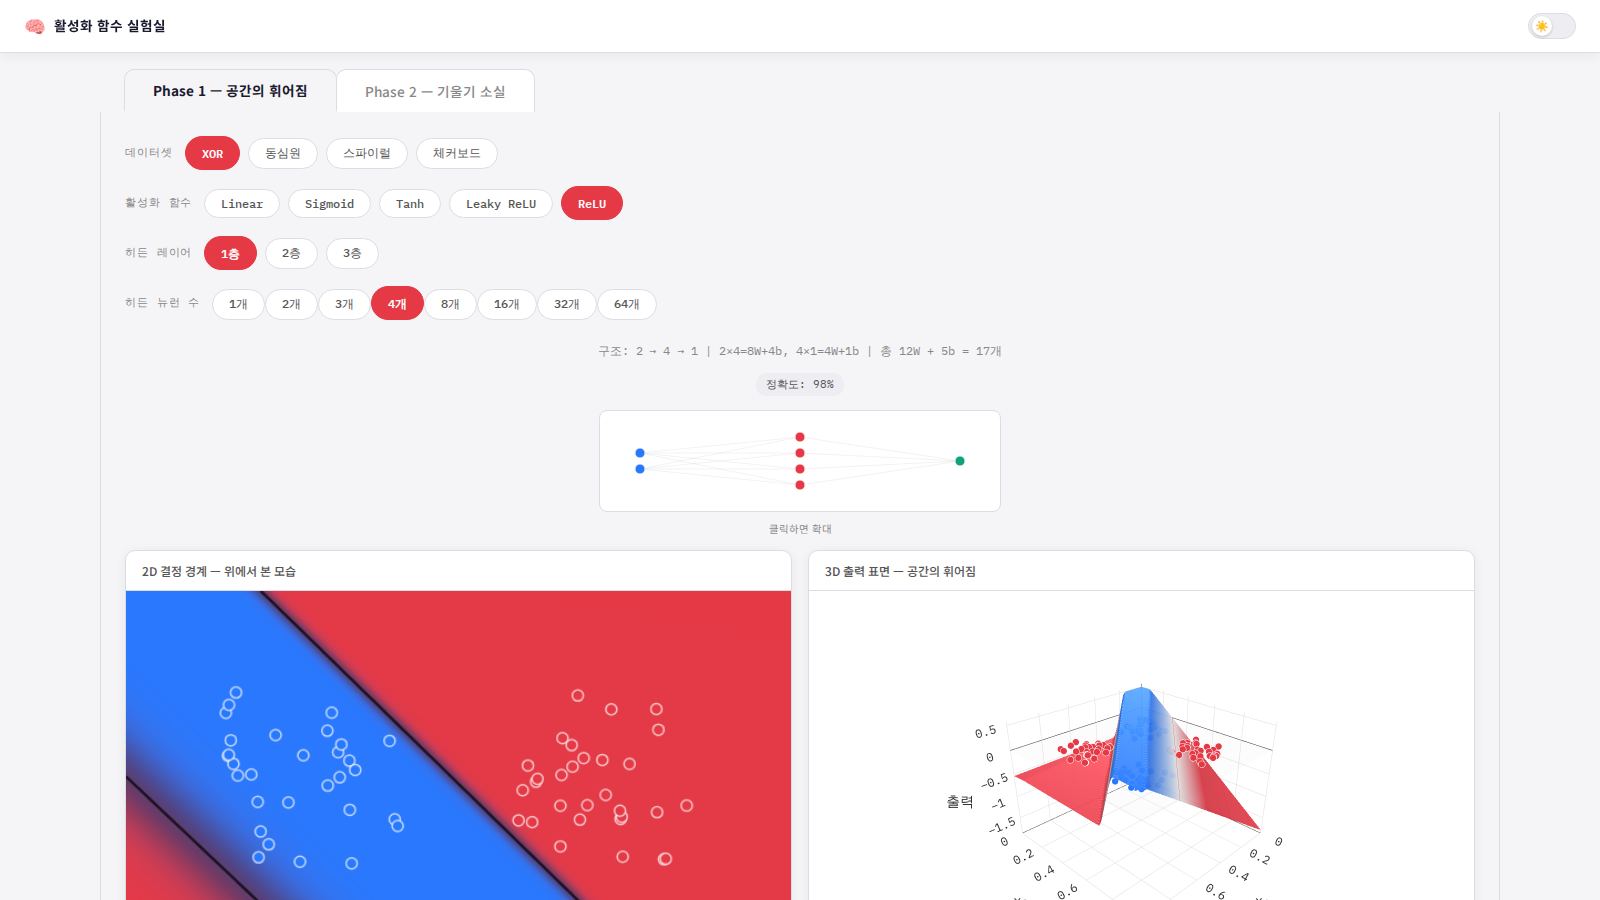 🧠 활성화 함수 실험실
Phase 1 — 공간의 휘어짐
Phase 2 — 기울기 소실
데이터셋 XOR 동심원 스파이럴 체커보드
활성화 함수 Linear Sigmoid Tanh Leaky ReLU ReLU
히든 레이어 1층 2층 3층
히든 뉴런 수 1개 2개 3개 4개 8개 16개 32개 64개
구조: 2 → 4 → 1 | 2×4=8W+4b, 4×1=4W+1b | 총 12W + 5b = 17개
정확도: 98%
클릭하면 확대
2D 결정 경계 — 위에서 본 모습
3D 출력 표면 — 공간의 휘어짐
0.5
0
−0.5
−1
−1.5
출력
0
0.2
0.4
0.6
0
0.2
0.4
0.6